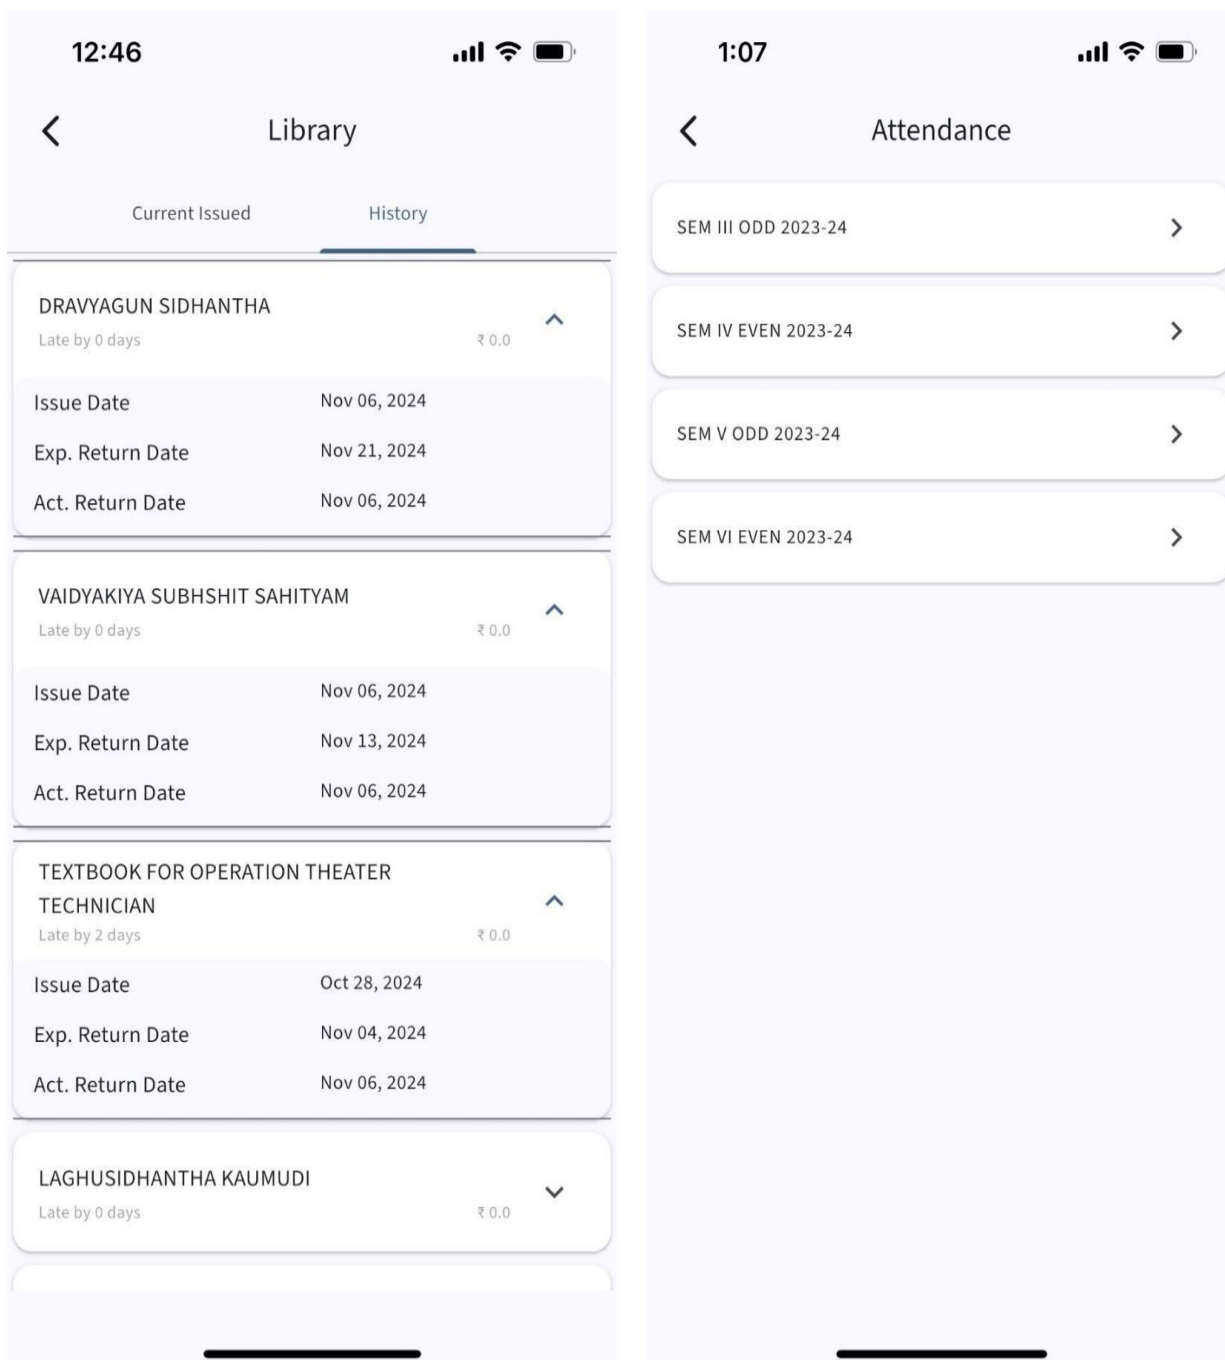 12:46
Library
Current Issued History
DRAVYAGUN SIDHANTHA
Late by 0 days ₹ 0.0
Issue Date Nov 06, 2024
Exp. Return Date Nov 21, 2024
Act. Return Date Nov 06, 2024
VAIDYAKIYA SUBHSHIT SAHITYAM
Late by 0 days ₹ 0.0
Issue Date Nov 06, 2024
Exp. Return Date Nov 13, 2024
Act. Return Date Nov 06, 2024
TEXTBOOK FOR OPERATION THEATER
TECHNICIAN
Late by 2 days ₹ 0.0
Issue Date Oct 28, 2024
Exp. Return Date Nov 04, 2024
Act. Return Date Nov 06, 2024
LAGHUSIDHANTHA KAUMUDI
Late by 0 days ₹ 0.0
1:07
Attendance
SEM III ODD 2023-24
SEM IV EVEN 2023-24
SEM V ODD 2023-24
SEM VI EVEN 2023-24